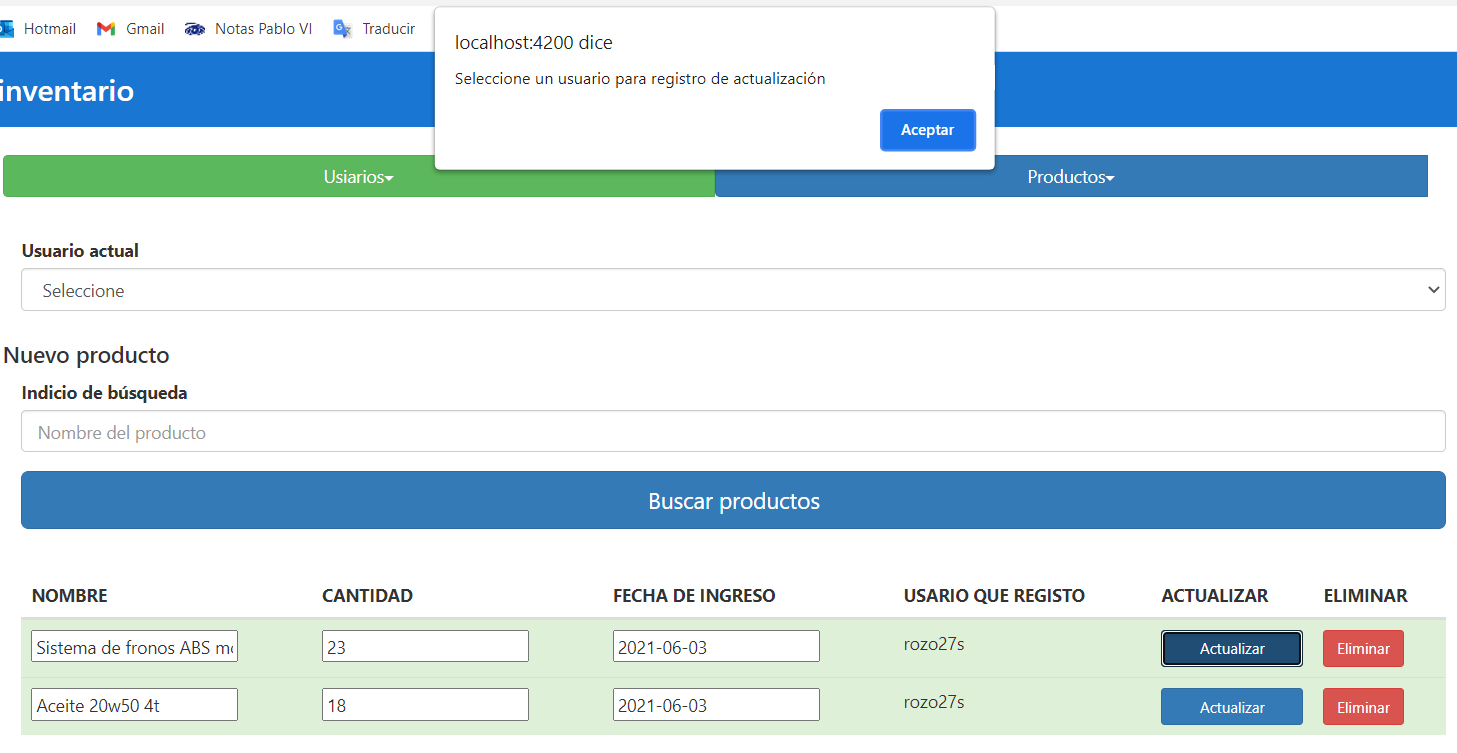 Hotmail Gmail Notas Pablo VI Traducir
localhost:4200 dice
Seleccione un usuario para registro de actualización
Aceptar
inventario
Usiarios Productos
Usuario actual
Seleccione
Nuevo producto
Indicio de búsqueda
Nombre del producto
Buscar productos
NOMBRE CANTIDAD FECHA DE INGRESO USARIO QUE REGISTO ACTUALIZAR ELIMINAR
Sistema de fronos ABS 23 2021-06-03 rozo27s Actualizar Eliminar
Aceite 20w50 4t 18 2021-06-03 rozo27s Actualizar Eliminar